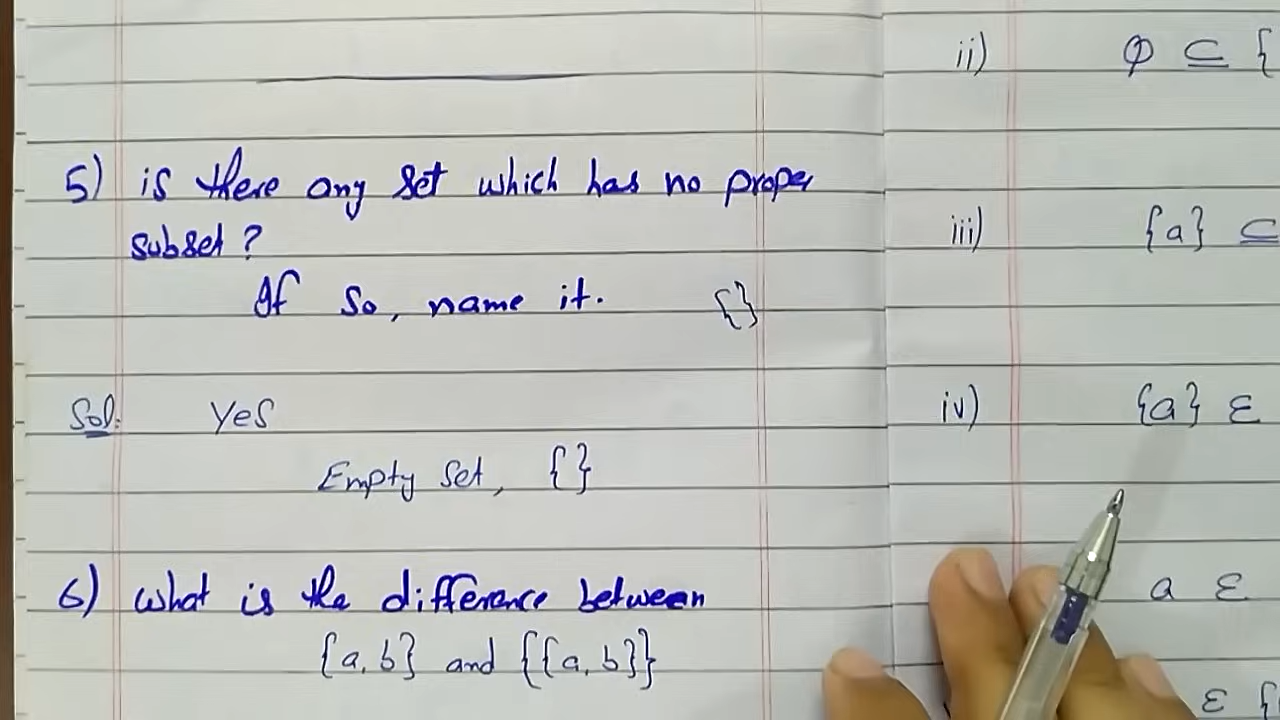 5) is there any set which has no proper
subset ?
If so, name it. {}
Sol: Yes
Empty set, {}
6) What is the difference between
{a, b} and {{a, b}}
ii) φ ⊆ {
iii) {a} ⊆
iv) {a} ε
a ε
ε {